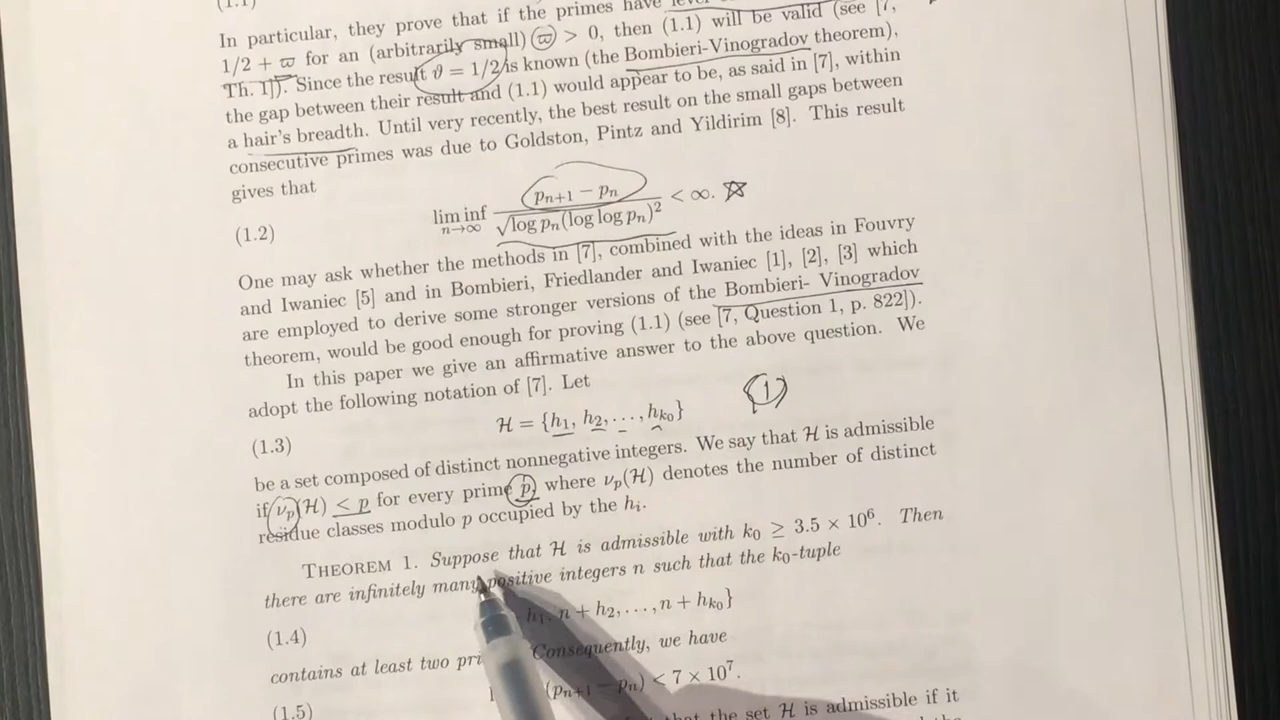 (1.1)
In particular, they prove that if the primes have
1/2 + ϖ for an (arbitrarily small) ϖ > 0, then (1.1) will be valid (see [7,
Th. 1]). Since the result ϑ = 1/2 is known (the Bombieri-Vinogradov theorem),
the gap between their result and (1.1) would appear to be, as said in [7], within
a hair's breadth. Until very recently, the best result on the small gaps between
consecutive primes was due to Goldston, Pintz and Yildirim [8]. This result
gives that
(1.2) lim inf n→∞ (p_{n+1} − p_n) / (√log p_n (log log p_n)^2) < ∞. ☆
One may ask whether the methods in [7], combined with the ideas in Fouvry
and Iwaniec [5] and in Bombieri, Friedlander and Iwaniec [1], [2], [3] which
are employed to derive some stronger versions of the Bombieri- Vinogradov
theorem, would be good enough for proving (1.1) (see [7, Question 1, p. 822]).
In this paper we give an affirmative answer to the above question. We
adopt the following notation of [7]. Let
(1.3) ℋ = {h_1, h_2, . . . , h_{k_0}} 1
be a set composed of distinct nonnegative integers. We say that ℋ is admissible
if ν_p(ℋ) < p for every prime p, where ν_p(ℋ) denotes the number of distinct
residue classes modulo p occupied by the h_i.
THEOREM 1. Suppose that ℋ is admissible with k_0 ≥ 3.5 × 10^6. Then
there are infinitely many positive integers n such that the k_0-tuple
(1.4) h_1, n + h_2, . . . , n + h_{k_0}}
contains at least two Consequently, we have
(1.5) (p_{n+1} − p_n) < 7 × 10^7.
that the set ℋ is admissible if it